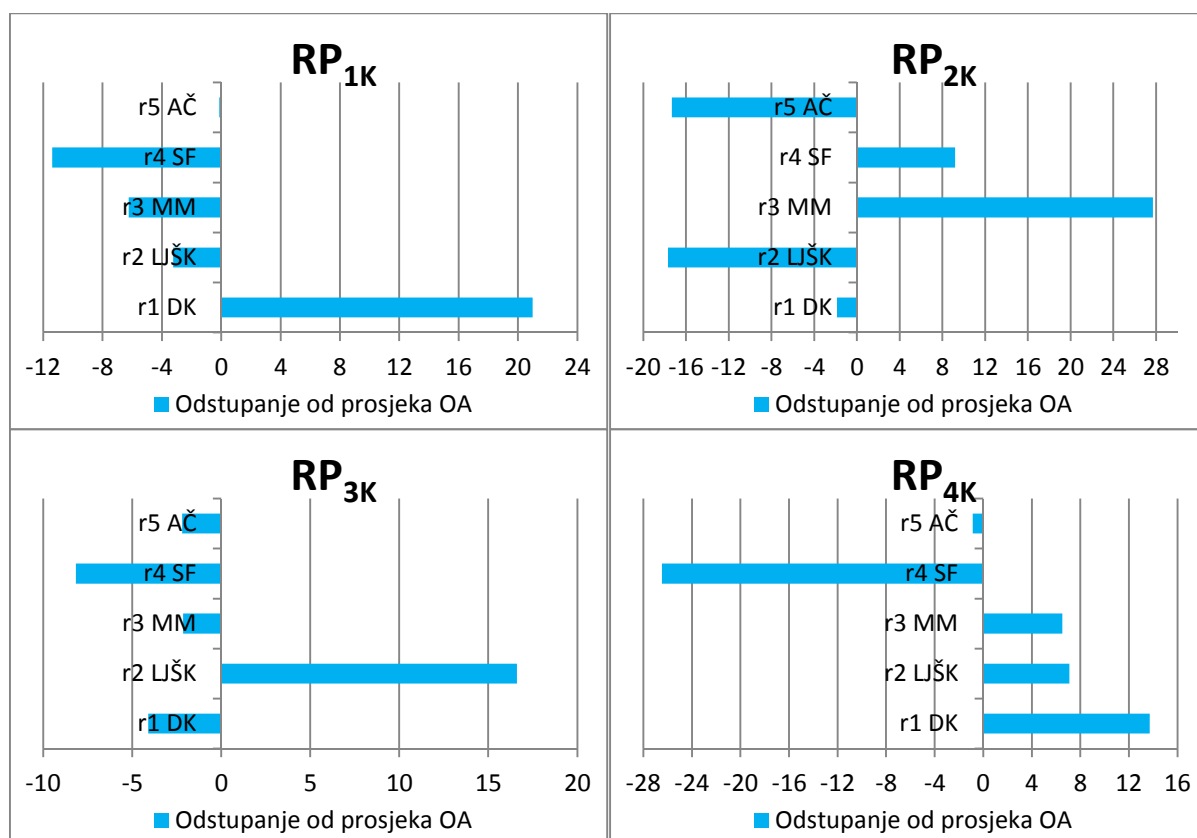 RP1K
r5 AČ
r4 SF
r3 MM
r2 LJŠK
r1 DK
-12 -8 -4 0 4 8 12 16 20 24
Odstupanje od prosjeka OA
RP2K
r5 AČ
r4 SF
r3 MM
r2 LJŠK
r1 DK
-20 -16 -12 -8 -4 0 4 8 12 16 20 24 28
Odstupanje od prosjeka OA
RP3K
r5 AČ
r4 SF
r3 MM
r2 LJŠK
r1 DK
-10 -5 0 5 10 15 20
Odstupanje od prosjeka OA
RP4K
r5 AČ
r4 SF
r3 MM
r2 LJŠK
r1 DK
-28 -24 -20 -16 -12 -8 -4 0 4 8 12 16
Odstupanje od prosjeka OA